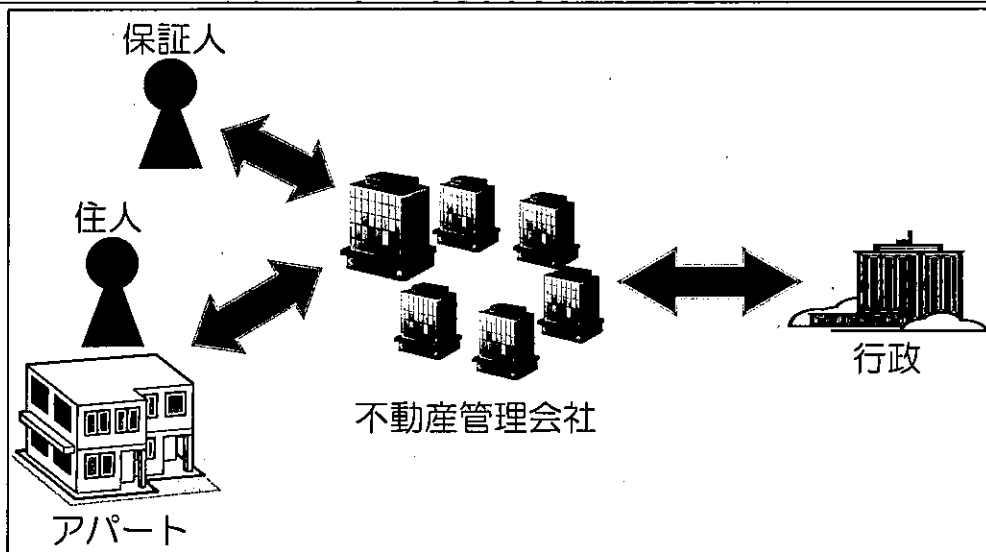 保証人
住人
不動産管理会社
行政
アパート